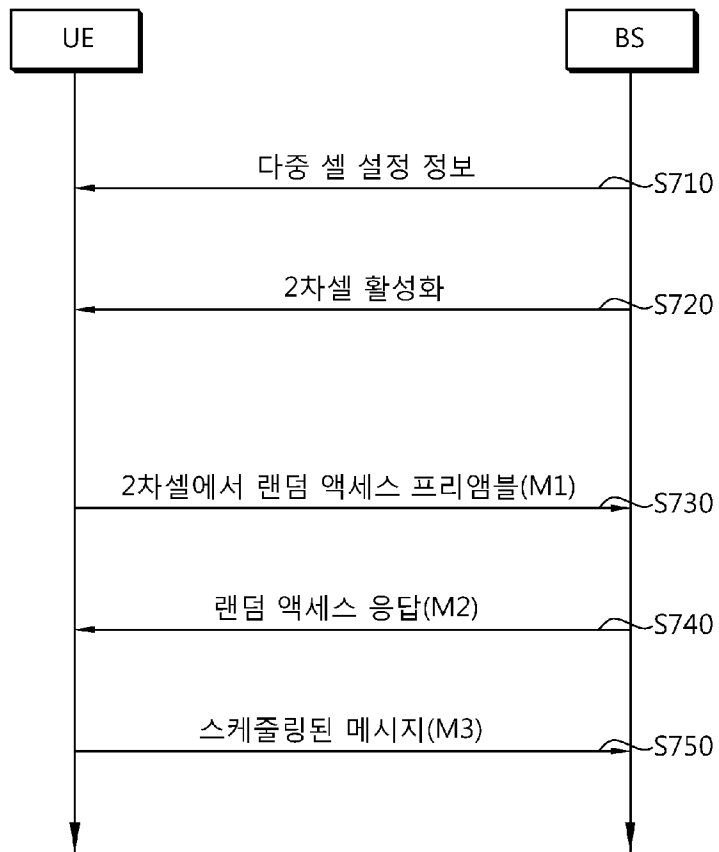 UE
BS
다중 셀 설정 정보
S710
2차셀 활성화
S720
2차셀에서 랜덤 액세스 프리앰블(M1)
S730
랜덤 액세스 응답(M2)
S740
스케줄링된 메시지(M3)
S750